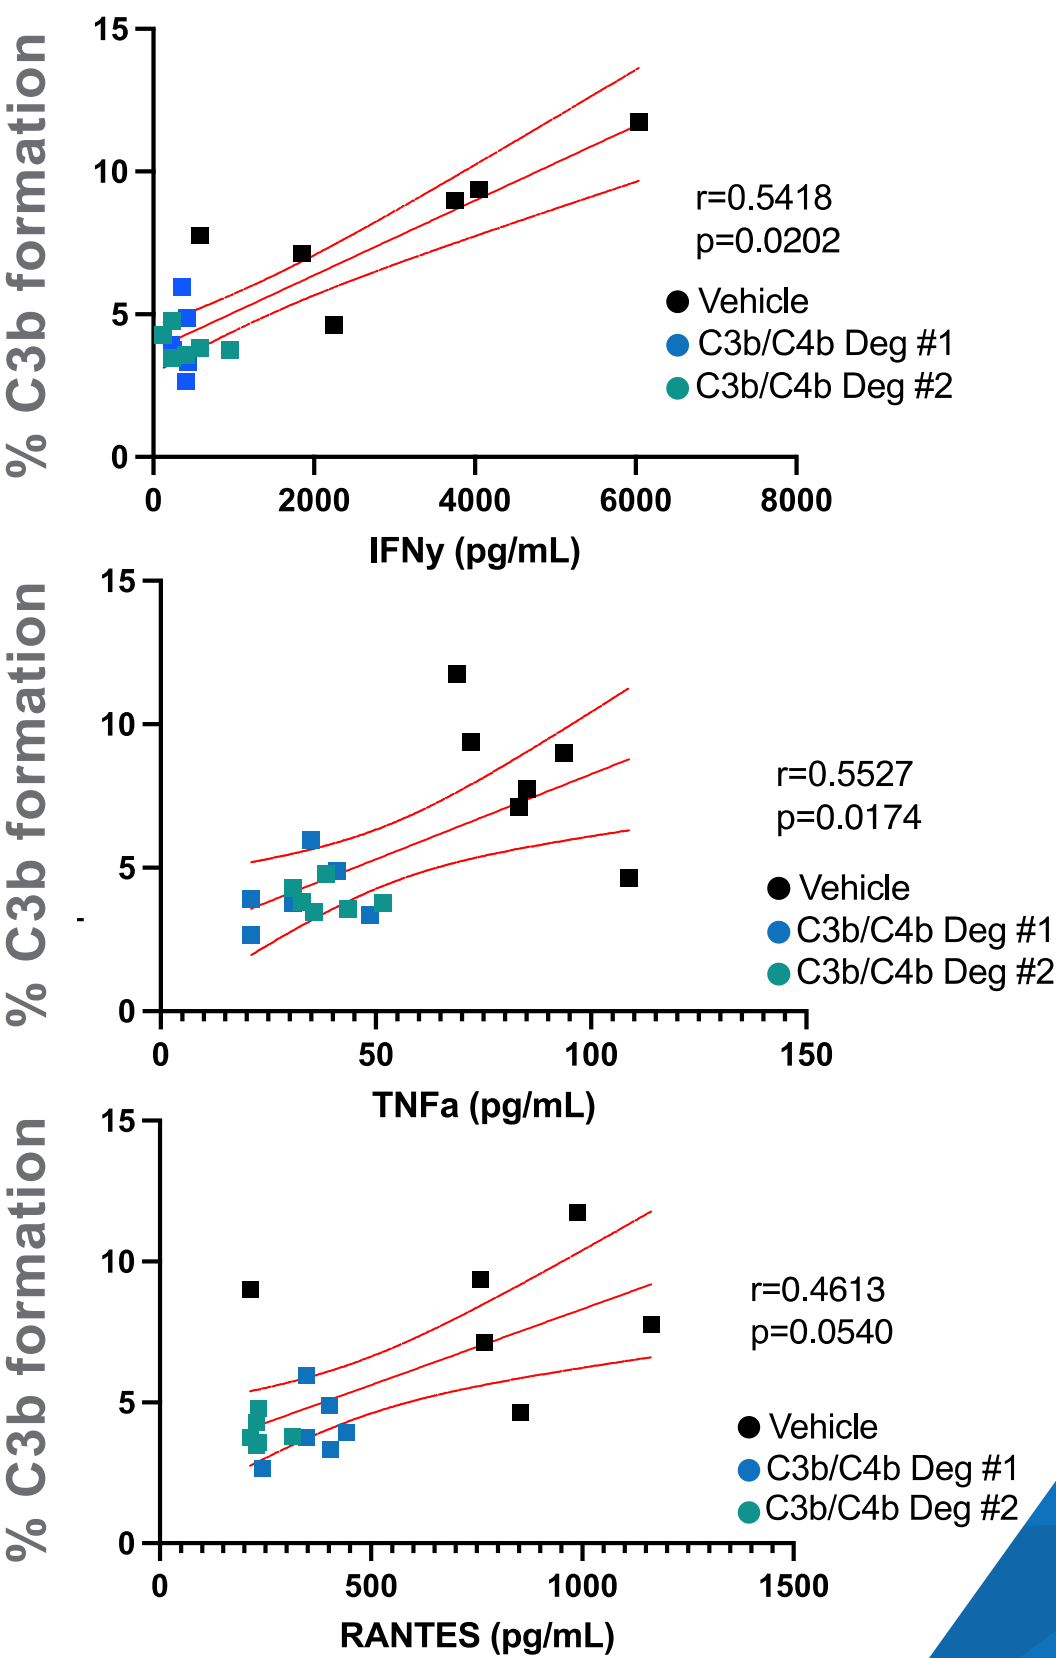 % C3b formation
15
10
5
0
0 2000 4000 6000 8000
IFNy (pg/mL)
r=0.5418
p=0.0202
Vehicle
C3b/C4b Deg #1
C3b/C4b Deg #2
% C3b formation
15
10
5
0
0 50 100 150
TNFa (pg/mL)
r=0.5527
p=0.0174
Vehicle
C3b/C4b Deg #1
C3b/C4b Deg #2
-
% C3b formation
15
10
5
0
0 500 1000 1500
RANTES (pg/mL)
r=0.4613
p=0.0540
Vehicle
C3b/C4b Deg #1
C3b/C4b Deg #2